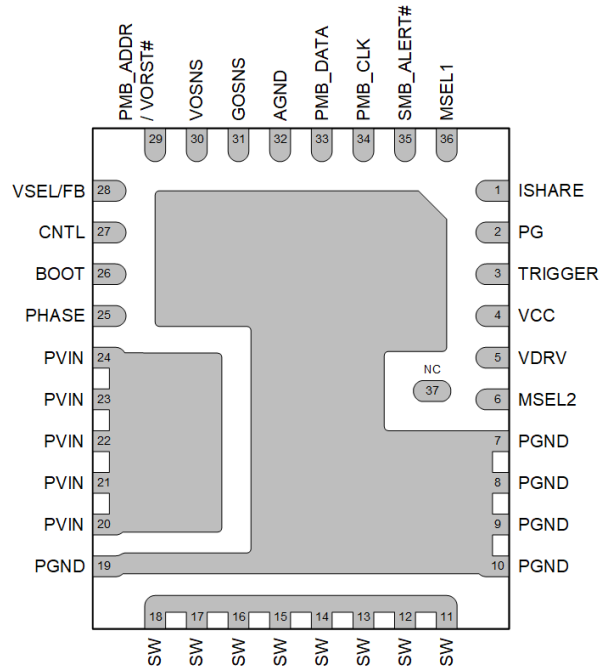 PMB_ADDR
/ VORST#
VOSNS
GOSNS
AGND
PMB_DATA
PMB_CLK
SMB_ALERT#
MSEL1
29 30 31 32 33 34 35 36
VSEL/FB 28 1 ISHARE
CNTL 27 2 PG
BOOT 26 3 TRIGGER
PHASE 25 4 VCC
PVIN 24 5 VDRV
NC
37
PVIN 23 6 MSEL2
PVIN 22 7 PGND
PVIN 21 8 PGND
PVIN 20 9 PGND
PGND 19 10 PGND
18 17 16 15 14 13 12 11
SW SW SW SW SW SW SW SW